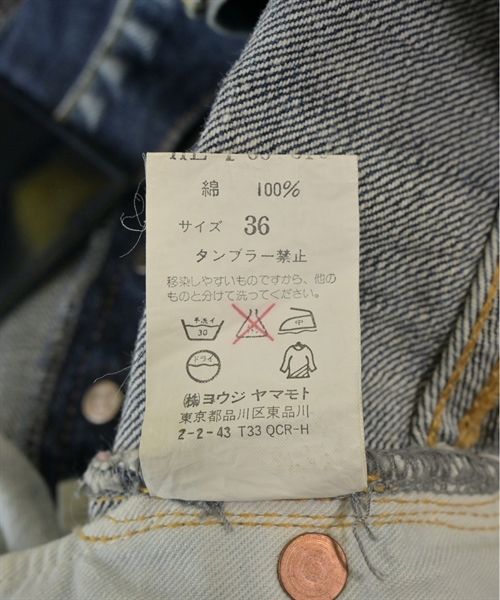 綿 100%
サイズ 36
タンブラー禁止
移染しやすいものですから、他の
ものと分けて洗ってください。
手洗イ
30
中
ドライ
㈱ヨウジ ヤマモト
東京都品川区東品川
2-2-43 T33 QCR-H